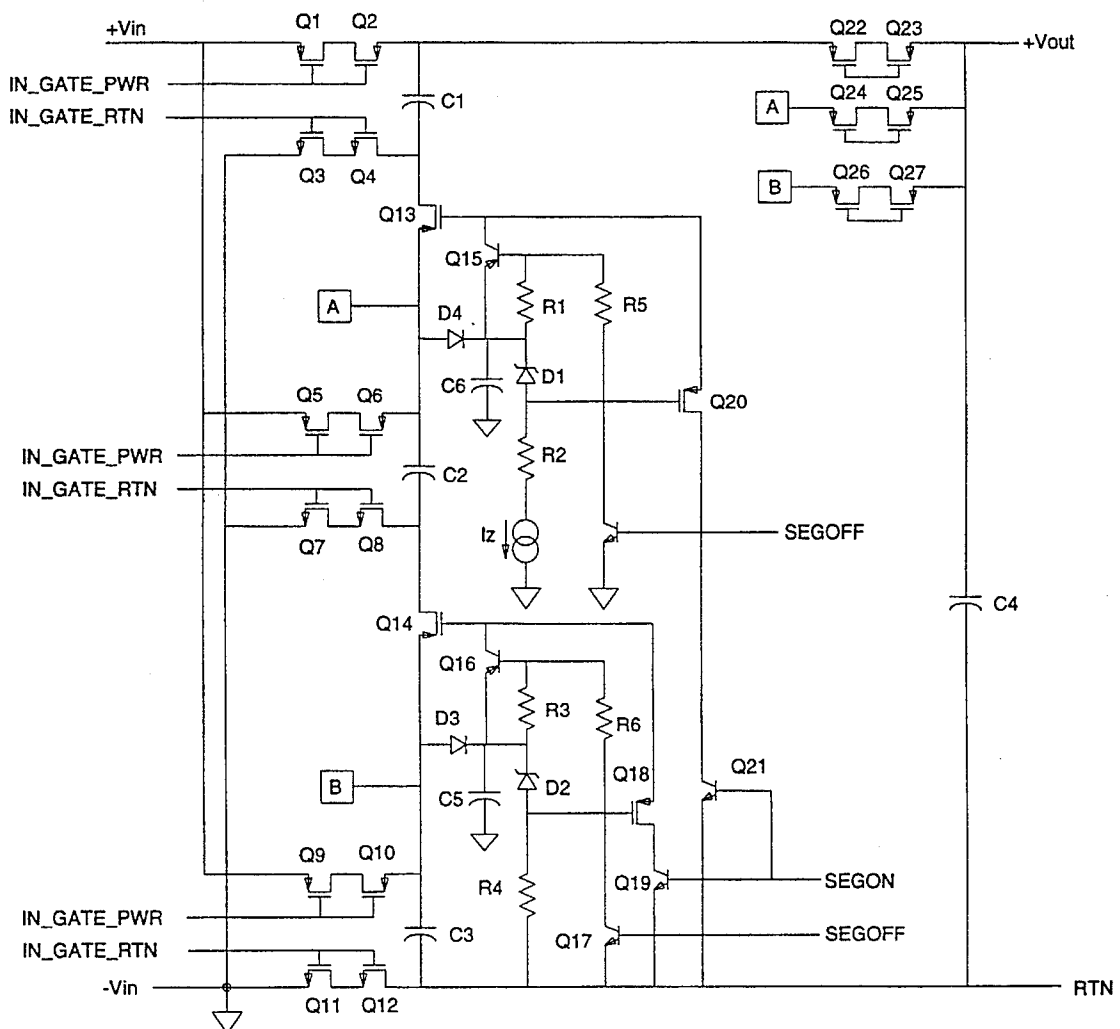 Q1 Q2 Q22 Q23
+Vin +Vout
IN_GATE_PWR
C1
Q24 Q25
IN_GATE_RTN A
Q3 Q4
Q26 Q27
B
Q13
Q15
R1 R5
A D4
C6 D1
Q5 Q6 Q20
IN_GATE_PWR R2
C2
IN_GATE_RTN
Iz SEGOFF
Q7 Q8
C4
Q14
Q16
R3 R6
D3
Q18 Q21
B C5 D2
Q9 Q10
R4 Q19 SEGON
IN_GATE_PWR
C3 Q17 SEGOFF
IN_GATE_RTN
-Vin RTN
Q11 Q12